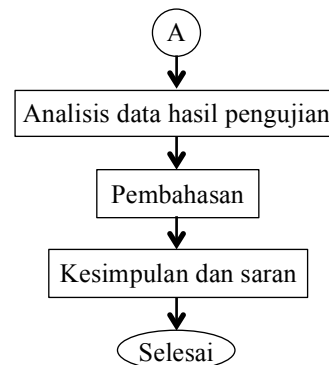 A
Analisis data hasil pengujian
Pembahasan
Kesimpulan dan saran
Selesai